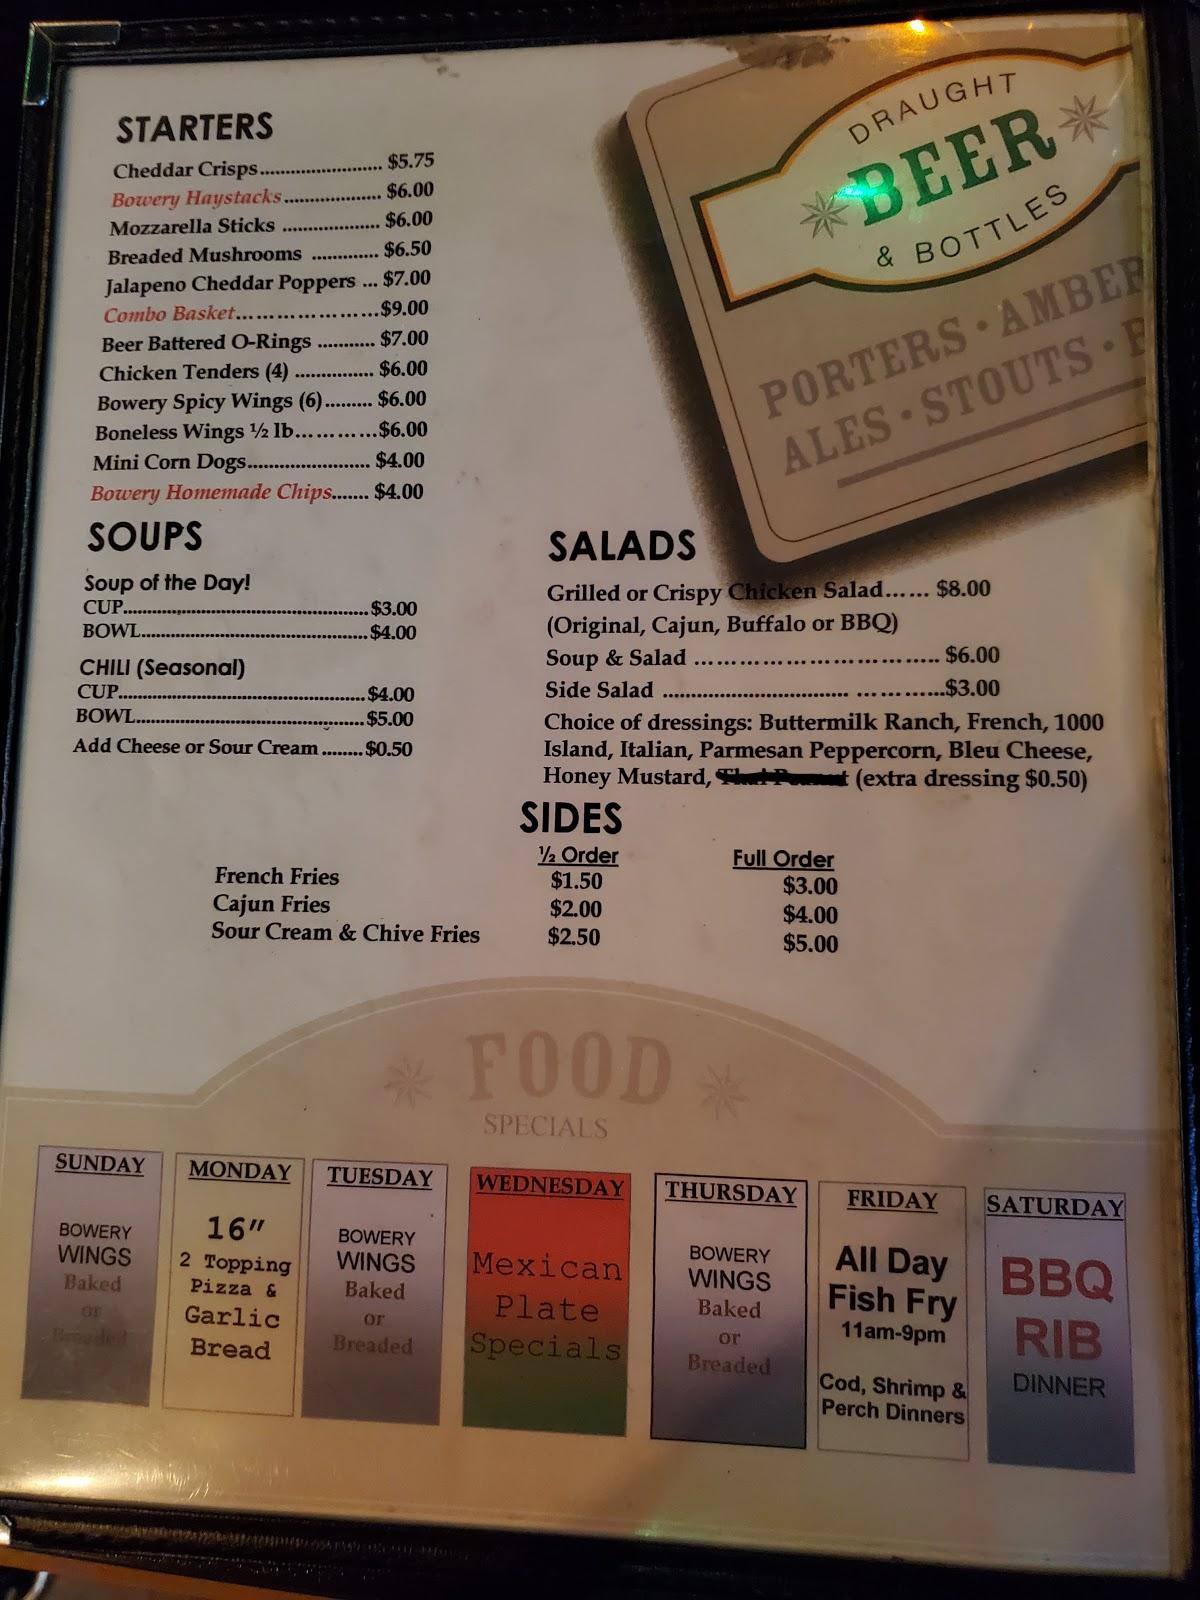 STARTERS
Cheddar Crisps............................ $5.75
Bowery Haystacks...................... $6.00
Mozzarella Sticks ...................... $6.00
Breaded Mushrooms ............... $6.50
Jalapeno Cheddar Poppers ... $7.00
Combo Basket………………….$9.00
Beer Battered O-Rings ............. $7.00
Chicken Tenders (4) .................. $6.00
Bowery Spicy Wings (6)........... $6.00
Boneless Wings ½ lb…………$6.00
Mini Corn Dogs............................ $4.00
Bowery Homemade Chips........ $4.00
DRAUGHT
BEER
& BOTTLES
PORTERS · AMBER
ALES · STOUTS ·
SOUPS
Soup of the Day!
CUP........................................................$3.00
BOWL....................................................$4.00
CHILI (Seasonal)
CUP........................................................$4.00
BOWL....................................................$5.00
Add Cheese or Sour Cream .........$0.50
SALADS
Grilled or Crispy Chicken Salad…… $8.00
(Original, Cajun, Buffalo or BBQ)
Soup & Salad ……………………….. $6.00
Side Salad .................................... ………...$3.00
Choice of dressings: Buttermilk Ranch, French, 1000
Island, Italian, Parmesan Peppercorn, Bleu Cheese,
Honey Mustard, (extra dressing $0.50)
SIDES
½ Order Full Order
French Fries $1.50 $3.00
Cajun Fries $2.00 $4.00
Sour Cream & Chive Fries $2.50 $5.00
FOOD
SPECIALS
SUNDAY
BOWERY
WINGS
Baked
or
Breaded
MONDAY
16”
2 Topping
Pizza &
Garlic
Bread
TUESDAY
BOWERY
WINGS
Baked
or
Breaded
WEDNESDAY
Mexican
Plate
Specials
THURSDAY
BOWERY
WINGS
Baked
or
Breaded
FRIDAY
All Day
Fish Fry
11am-9pm
Cod, Shrimp &
Perch Dinners
SATURDAY
BBQ
RIB
DINNER